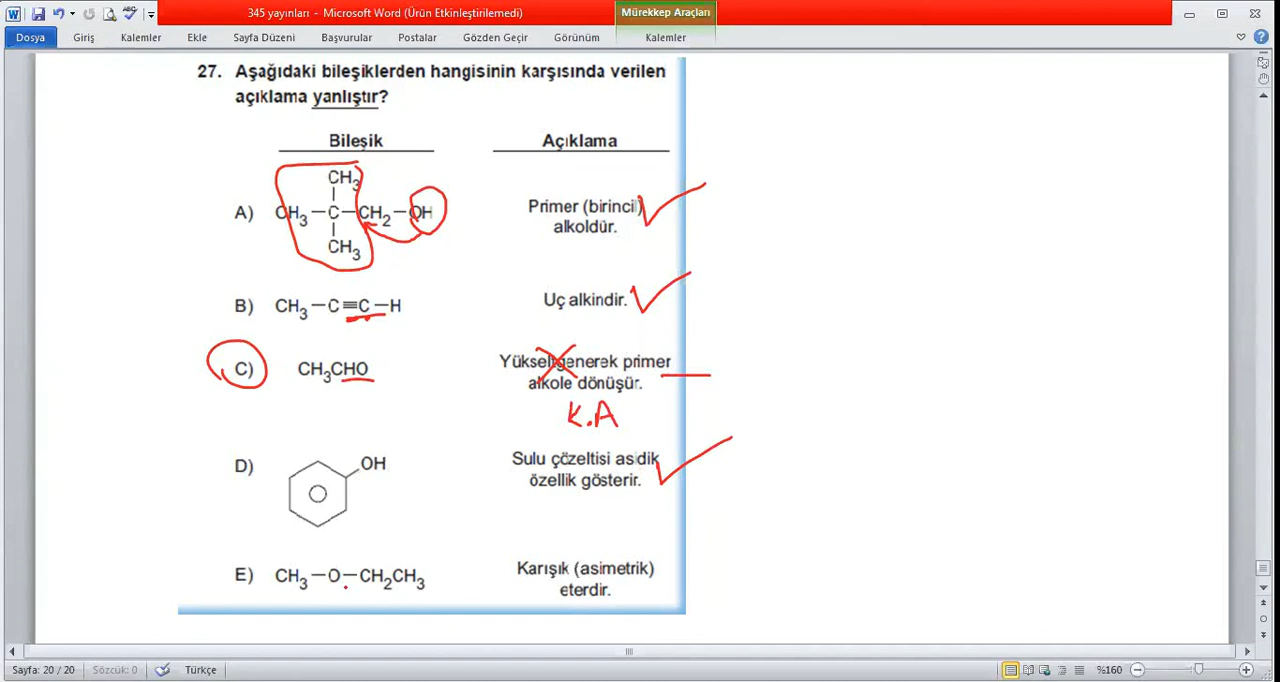 345 yayınları - Microsoft Word (Ürün Etkinleştirilemedi)
Mürekkep Araçları
Dosya Giriş Kalemler Ekle Sayfa Düzeni Başvurular Postalar Gözden Geçir Görünüm Kalemler
27. Aşağıdaki bileşiklerden hangisinin karşısında verilen
açıklama yanlıştır?
Bileşik Açıklama
CH3
A) CH3 — C — CH2 — OH
CH3
Primer (birincil)
alkoldür.
B) CH3 — C ≡ C — H Uç alkindir.
C) CH3CHO
Yükseltgenerek primer
alkole dönüşür.
K.A
D) OH
Sulu çözeltisi asidik
özellik gösterir.
E) CH3 — O — CH2CH3
Karışık (asimetrik)
eterdir.
Sayfa: 20 / 20 Sözcük: 0 Türkçe %160